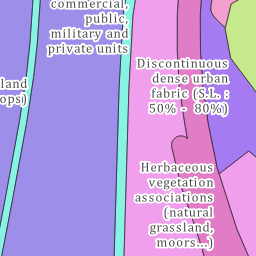 commercial,
public,
military and
private units
land
ops)
Discontinuous
dense urban
fabric (S.L. :
50% -  80%)
Herbaceous
vegetation
associations
(natural
grassland,
moors...)